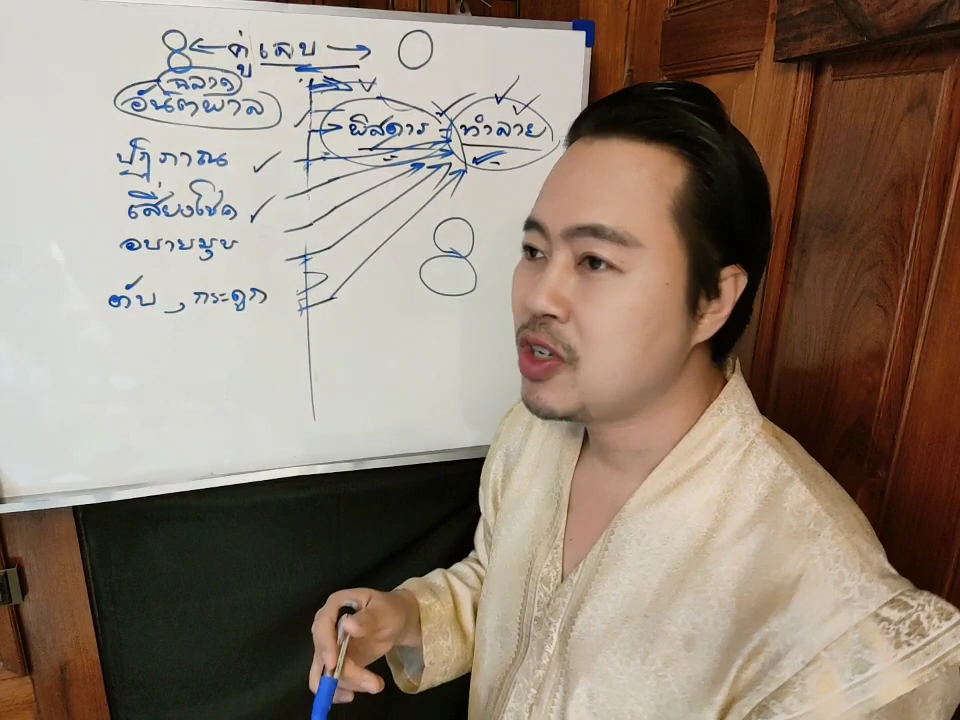 8 ← คู่เลข → 0
ฉลาด
อันธพาล
พิสดาร = ทำลาย
ปฏิภาณ
เสี่ยงโชค
อบายมุข
ตับ , กระดูก
8